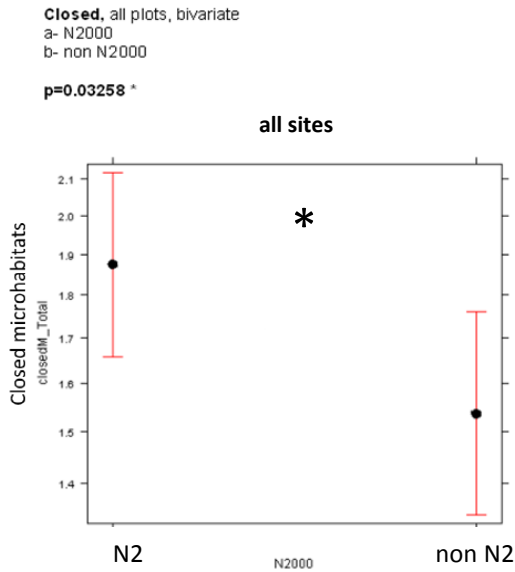 Closed, all plots, bivariate
a- N2000
b- non N2000
p=0.03258 *
all sites
*
Closed microhabitats
closedM_Total
2.1
2.0
1.9
1.8
1.7
1.6
1.5
1.4
N2
N2000
non N2